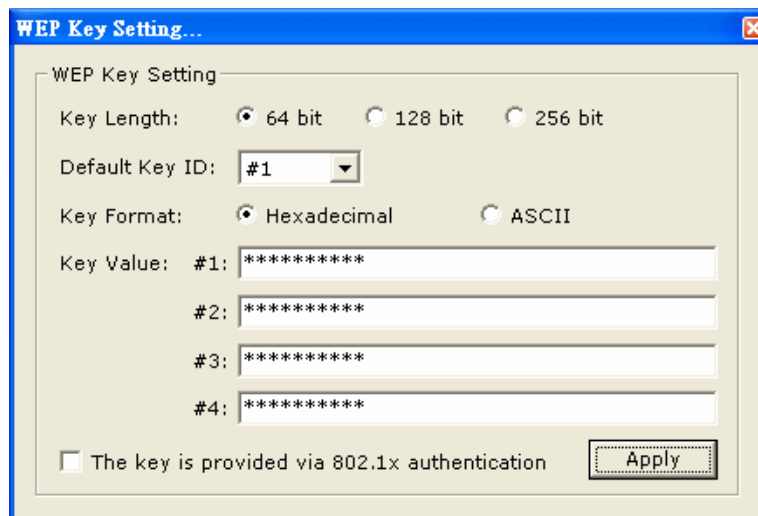 WEP Key Setting...
WEP Key Setting
Key Length: 64 bit 128 bit 256 bit
Default Key ID: #1
Key Format: Hexadecimal ASCII
Key Value: #1: **********
#2: **********
#3: **********
#4: **********
The key is provided via 802.1x authentication Apply